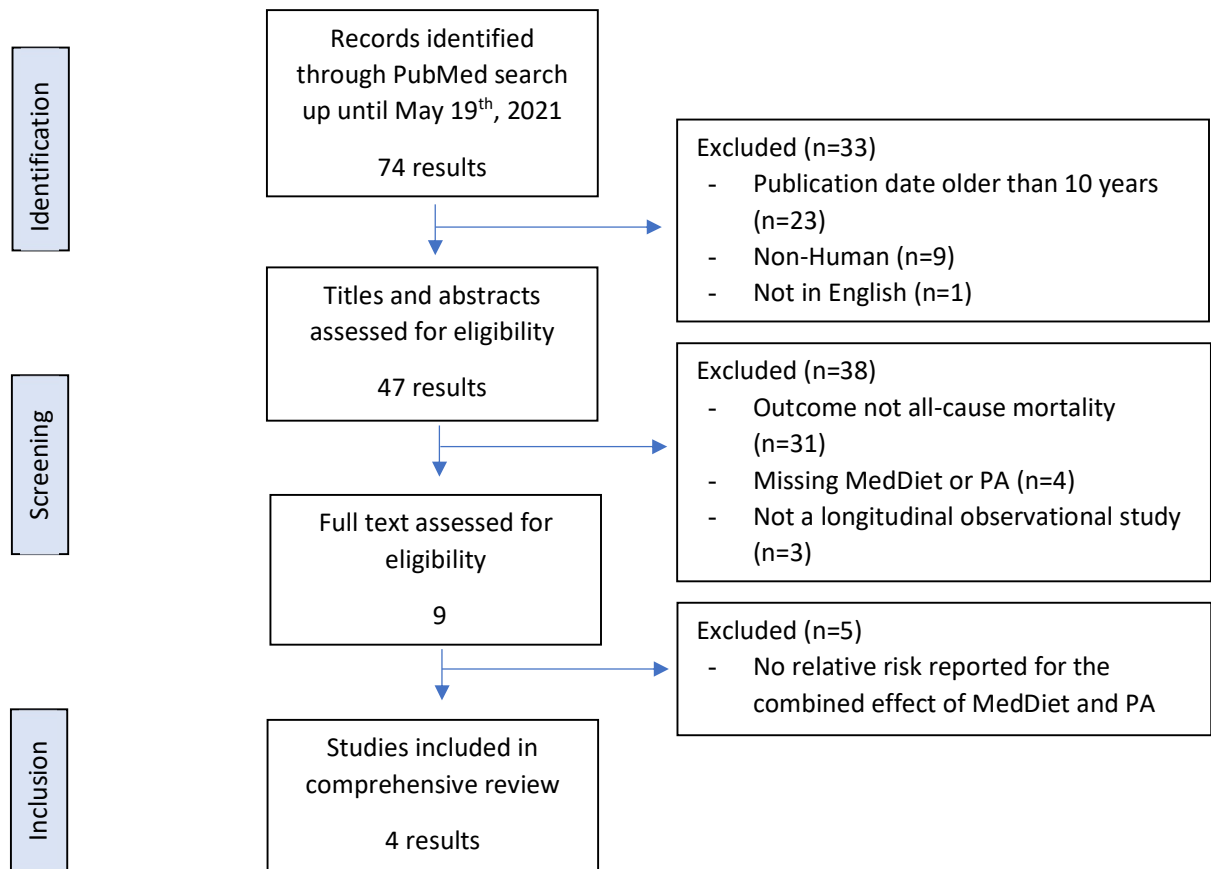 Identification
Records identified
through PubMed search
up until May 19th, 2021
74 results
Excluded (n=33)
- Publication date older than 10 years
(n=23)
- Non-Human (n=9)
- Not in English (n=1)
Screening
Titles and abstracts
assessed for eligibility
47 results
Excluded (n=38)
- Outcome not all-cause mortality
(n=31)
- Missing MedDiet or PA (n=4)
- Not a longitudinal observational study
(n=3)
Full text assessed for
eligibility
9
Excluded (n=5)
- No relative risk reported for the
combined effect of MedDiet and PA
Inclusion
Studies included in
comprehensive review
4 results